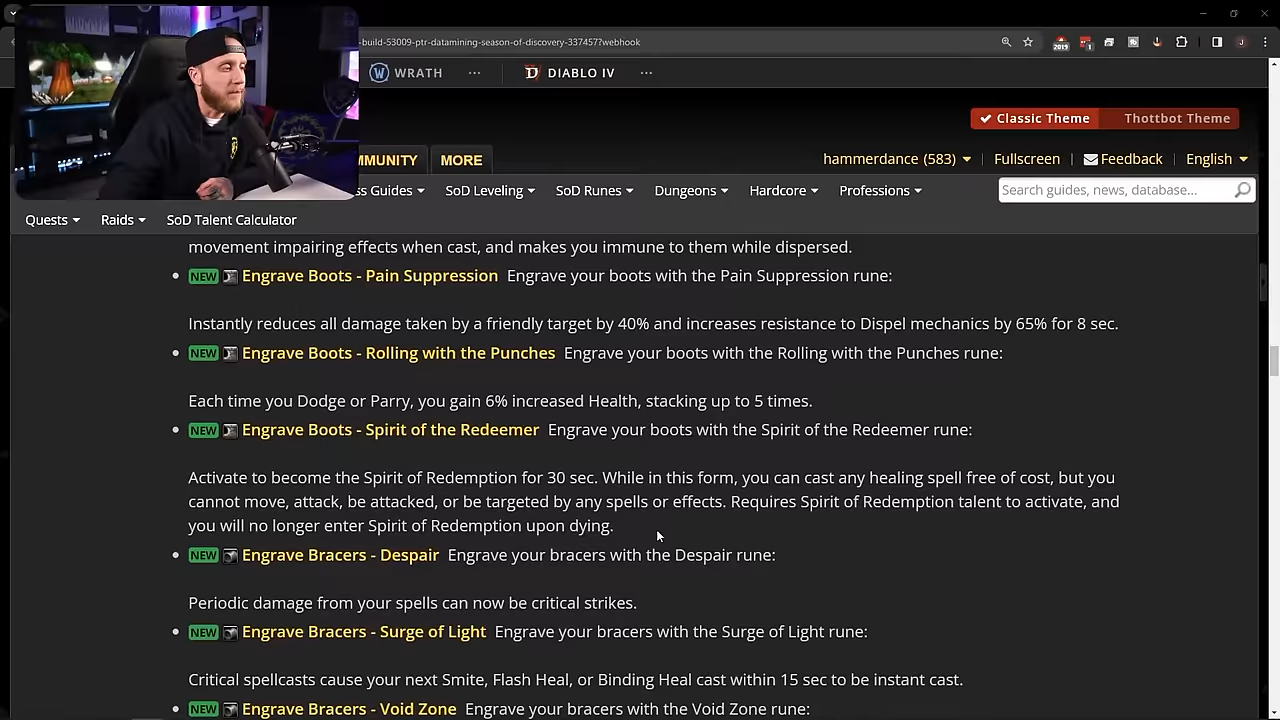 -build-53009-ptr-datamining-season-of-discovery-337457?webhook
2019
1
J
WRATH
DIABLO IV
Classic Theme
Thottbot Theme
MMUNITY
MORE
hammerdance (583)
Fullscreen
Feedback
English
ss Guides
SoD Leveling
SoD Runes
Dungeons
Hardcore
Professions
Search guides, news, database...
Quests
Raids
SoD Talent Calculator
movement impairing effects when cast, and makes you immune to them while dispersed.
NEW Engrave Boots - Pain Suppression Engrave your boots with the Pain Suppression rune:
Instantly reduces all damage taken by a friendly target by 40% and increases resistance to Dispel mechanics by 65% for 8 sec.
NEW Engrave Boots - Rolling with the Punches Engrave your boots with the Rolling with the Punches rune:
Each time you Dodge or Parry, you gain 6% increased Health, stacking up to 5 times.
NEW Engrave Boots - Spirit of the Redeemer Engrave your boots with the Spirit of the Redeemer rune:
Activate to become the Spirit of Redemption for 30 sec. While in this form, you can cast any healing spell free of cost, but you
cannot move, attack, be attacked, or be targeted by any spells or effects. Requires Spirit of Redemption talent to activate, and
you will no longer enter Spirit of Redemption upon dying.
NEW Engrave Bracers - Despair Engrave your bracers with the Despair rune:
Periodic damage from your spells can now be critical strikes.
NEW Engrave Bracers - Surge of Light Engrave your bracers with the Surge of Light rune:
Critical spellcasts cause your next Smite, Flash Heal, or Binding Heal cast within 15 sec to be instant cast.
NEW Engrave Bracers - Void Zone Engrave your bracers with the Void Zone rune: